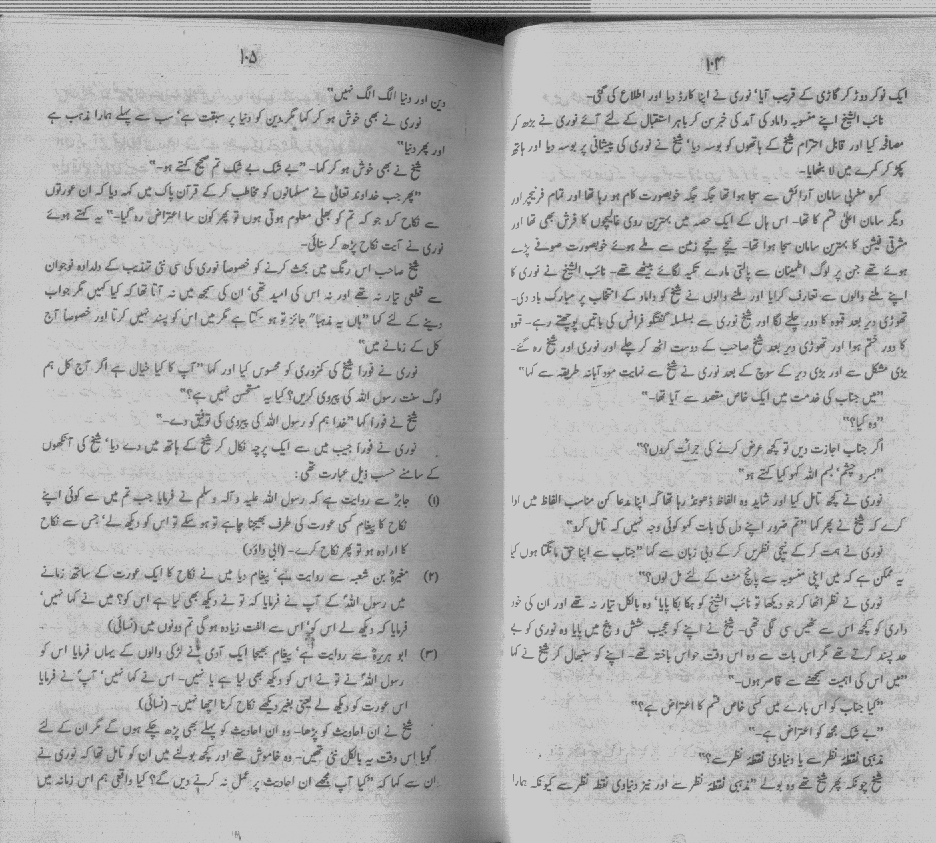 ۱۰۴
ایک نوکر دوڑ کر گاڑی کے قریب آیا، نوری نے اپنا کارڈ دیا اور اطلاع کی گئی۔
نائب الشیخ اپنے منسوبہ داماد کی آمد کی خبر سن کر باہر استقبال کے لئے آئے نوری نے بڑھ کر
مصافحہ کیا اور قابل احترام شیخ کے ہاتھوں کو بوسہ دیا، شیخ نے نوری کی پیشانی پر بوسہ دیا اور ہاتھ
پکڑ کر کمرے میں لا بٹھایا۔
کمرہ مغربی سامان آرائش سے سجا ہوا تھا جگہ جگہ خوبصورت کام ہو رہا تھا اور تمام فرنیچر اور
دیگر سامان اعلیٰ قسم کا تھا۔ اس ہال کے ایک حصہ میں بہترین رومی غالیچوں کا فرش بھی تھا اور
مشرقی فیشن کا بہترین سامان سجا ہوا تھا۔ نیچے نیچے زمین سے ملے ہوئے خوبصورت صوفے پڑے
ہوئے تھے جن پر لوگ اطمینان سے پالتی مارے تکیہ لگائے بیٹھے تھے۔ نائب الشیخ نے نوری کا
اپنے ملنے والوں سے تعارف کرایا اور ملنے والوں نے شیخ کو داماد کے انتخاب پر مبارک باد دی۔
تھوڑی دیر بعد قہوہ کا دور چلنے لگا اور شیخ نوری سے بسلسلہ گفتگو فرانس کی باتیں پوچھتے رہے۔ قہوہ
کا دور ختم ہوا اور تھوڑی دیر بعد شیخ صاحب کے دوست اٹھ کر چلے اور نوری اور شیخ رہ گئے۔
بڑی مشکل سے اور بڑی دیر کے سوچ کے بعد نوری نے شیخ سے نہایت مودبانہ طریقہ سے کہا"
"میں جناب کی خدمت میں ایک خاص مقصد سے آیا تھا۔"
"وہ کیا؟"
اگر جناب اجازت دیں تو کچھ عرض کرنے کی جرات کروں؟"
"بسر و چشم، بسم اللہ کہو کیا کہتے ہو"
نوری نے کچھ تامل کیا اور شاید وہ الفاظ ڈھونڈ رہا تھا کہ اپنا مدعا کن مناسب الفاظ میں ادا
کرے کہ شیخ نے پھر کہا "تم ضرور اپنے دل کی بات کہو کوئی وجہ نہیں کہ تامل کرو"
نوری نے ہمت کر کے نیچی نظریں کر کے دبی زبان سے کہا "جناب سے اپنا حق مانگتا ہوں کیا
یہ ممکن ہے کہ میں اپنی منسوبہ سے پانچ منٹ کے لئے مل لوں؟"
نوری نے نظر اٹھا کر جو دیکھا تو نائب الشیخ کو ہکا بکا پایا، وہ بالکل تیار نہ تھے اور ان کی خود
داری کو کچھ اس سے ٹھیس سی لگی تھی۔ شیخ نے اپنے کو عجیب شش و پنج میں پایا وہ نوری کو بے
حد پسند کرتے تھے مگر اس بات سے وہ اس وقت حواس باختہ تھے۔ اپنے کو سنبھال کر شیخ نے کہا
"میں اس کی اہمیت سمجھنے سے قاصر ہوں۔"
"کیا جناب کو اس بارے میں کسی خاص قسم کا اعتراض ہے؟"
"بے شک مجھ کو اعتراض ہے۔"
مذہبی نقطہ نظر سے یا دنیاوی نقطہ نظر سے؟"
شیخ چونکہ پھر شیخ تھے وہ بولے "مذہبی نقطہ نظر سے اور نیز دنیاوی نقطہ نظر سے کیونکہ ہمارا
۱۰۵
دین اور دنیا الگ الگ نہیں"
نوری نے بھی خوش ہو کر کہا مگر دین کو دنیا پر سبقت ہے، سب سے پہلے ہمارا مذہب ہے
اور پھر دنیا"
شیخ نے بھی خوش ہو کر کہا۔ "بے شک بے شک تم صحیح کہتے ہو۔"
"پھر جب خداوند تعالیٰ نے مسلمانوں کو مخاطب کر کے قرآن پاک میں کہہ دیا کہ ان عورتوں
سے نکاح کرو جو کہ تم کو بھلی معلوم ہوتی ہوں تو پھر کون سا اعتراض رہ گیا۔" یہ کہتے ہوئے
نوری نے آیت نکاح پڑھ کر سنائی۔
شیخ صاحب اس رنگ میں بحث کرنے کو خصوصاً نوری کی سی نئی تہذیب کے دلدادہ نوجوان
سے قطعی تیار نہ تھے اور نہ اس کی امید تھی، ان کی سمجھ میں نہ آتا تھا کہ کیا کہیں مگر جواب
دینے کے لئے کہا "ہاں یہ مذہباً جائز تو ہو سکتا ہے مگر میں اس کو پسند نہیں کرتا اور خصوصاً آج
کل کے زمانے میں"
نوری نے فوراً شیخ کی کمزوری کو محسوس کیا اور کہا "آپ کا کیا خیال ہے اگر آج کل ہم
لوگ سنت رسول اللہ کی پیروی کریں؟ کیا یہ مستحسن نہیں ہے؟"
شیخ نے فوراً کہا "خدا ہم کو رسول اللہ کی پیروی کی توفیق دے۔"
نوری نے فوراً جیب میں سے ایک پرچہ نکال کر شیخ کے ہاتھ میں دے دیا، شیخ کی آنکھوں
کے سامنے حسب ذیل عبارت تھی:
(۱) جابرؓ سے روایت ہے کہ رسول اللہ علیہ و آلہ وسلم نے فرمایا جب تم میں سے کوئی اپنے
نکاح کا پیغام کسی عورت کی طرف بھیجنا چاہے تو ہو سکے تو اس کو دیکھ لے، جس سے نکاح
کا ارادہ ہو تو پھر نکاح کرے۔ (ابی داؤد)
(۲) مغیرہؓ بن شعبہ سے روایت ہے، پیغام دیا میں نے نکاح کا ایک عورت کے ساتھ زمانے
میں رسول اللہؐ کے آپ نے فرمایا کہ تو نے دیکھ بھی لیا ہے اس کو؟ میں نے کہا نہیں،
فرمایا کہ دیکھ لے اس کو، اس سے الفت زیادہ ہو گی تم دونوں میں (نسائی)
(۳) ابو ہریرہؓ سے روایت ہے، پیغام بھیجا ایک آدمی نے لڑکی والوں کے یہاں فرمایا اس کو
رسول اللہؐ نے تو نے اس کو دیکھ بھی لیا ہے یا نہیں۔ اس نے کہا نہیں، آپؐ نے فرمایا
اس عورت کو دیکھ لے یعنی بغیر دیکھے نکاح کرنا اچھا نہیں۔ (نسائی)
شیخ نے ان احادیث کو پڑھا۔ وہ ان احادیث کو پہلے بھی پڑھ چکے ہوں گے مگر ان کے لئے
گویا اس وقت یہ بالکل نئی تھیں۔ وہ خاموش تھے اور کچھ بولنے میں ان کو تامل تھا کہ نوری نے
ان سے کہا کہ "کیا آپ مجھے ان احادیث پر عمل نہ کرنے دیں گے؟ کیا واقعی ہم اس زمانہ میں